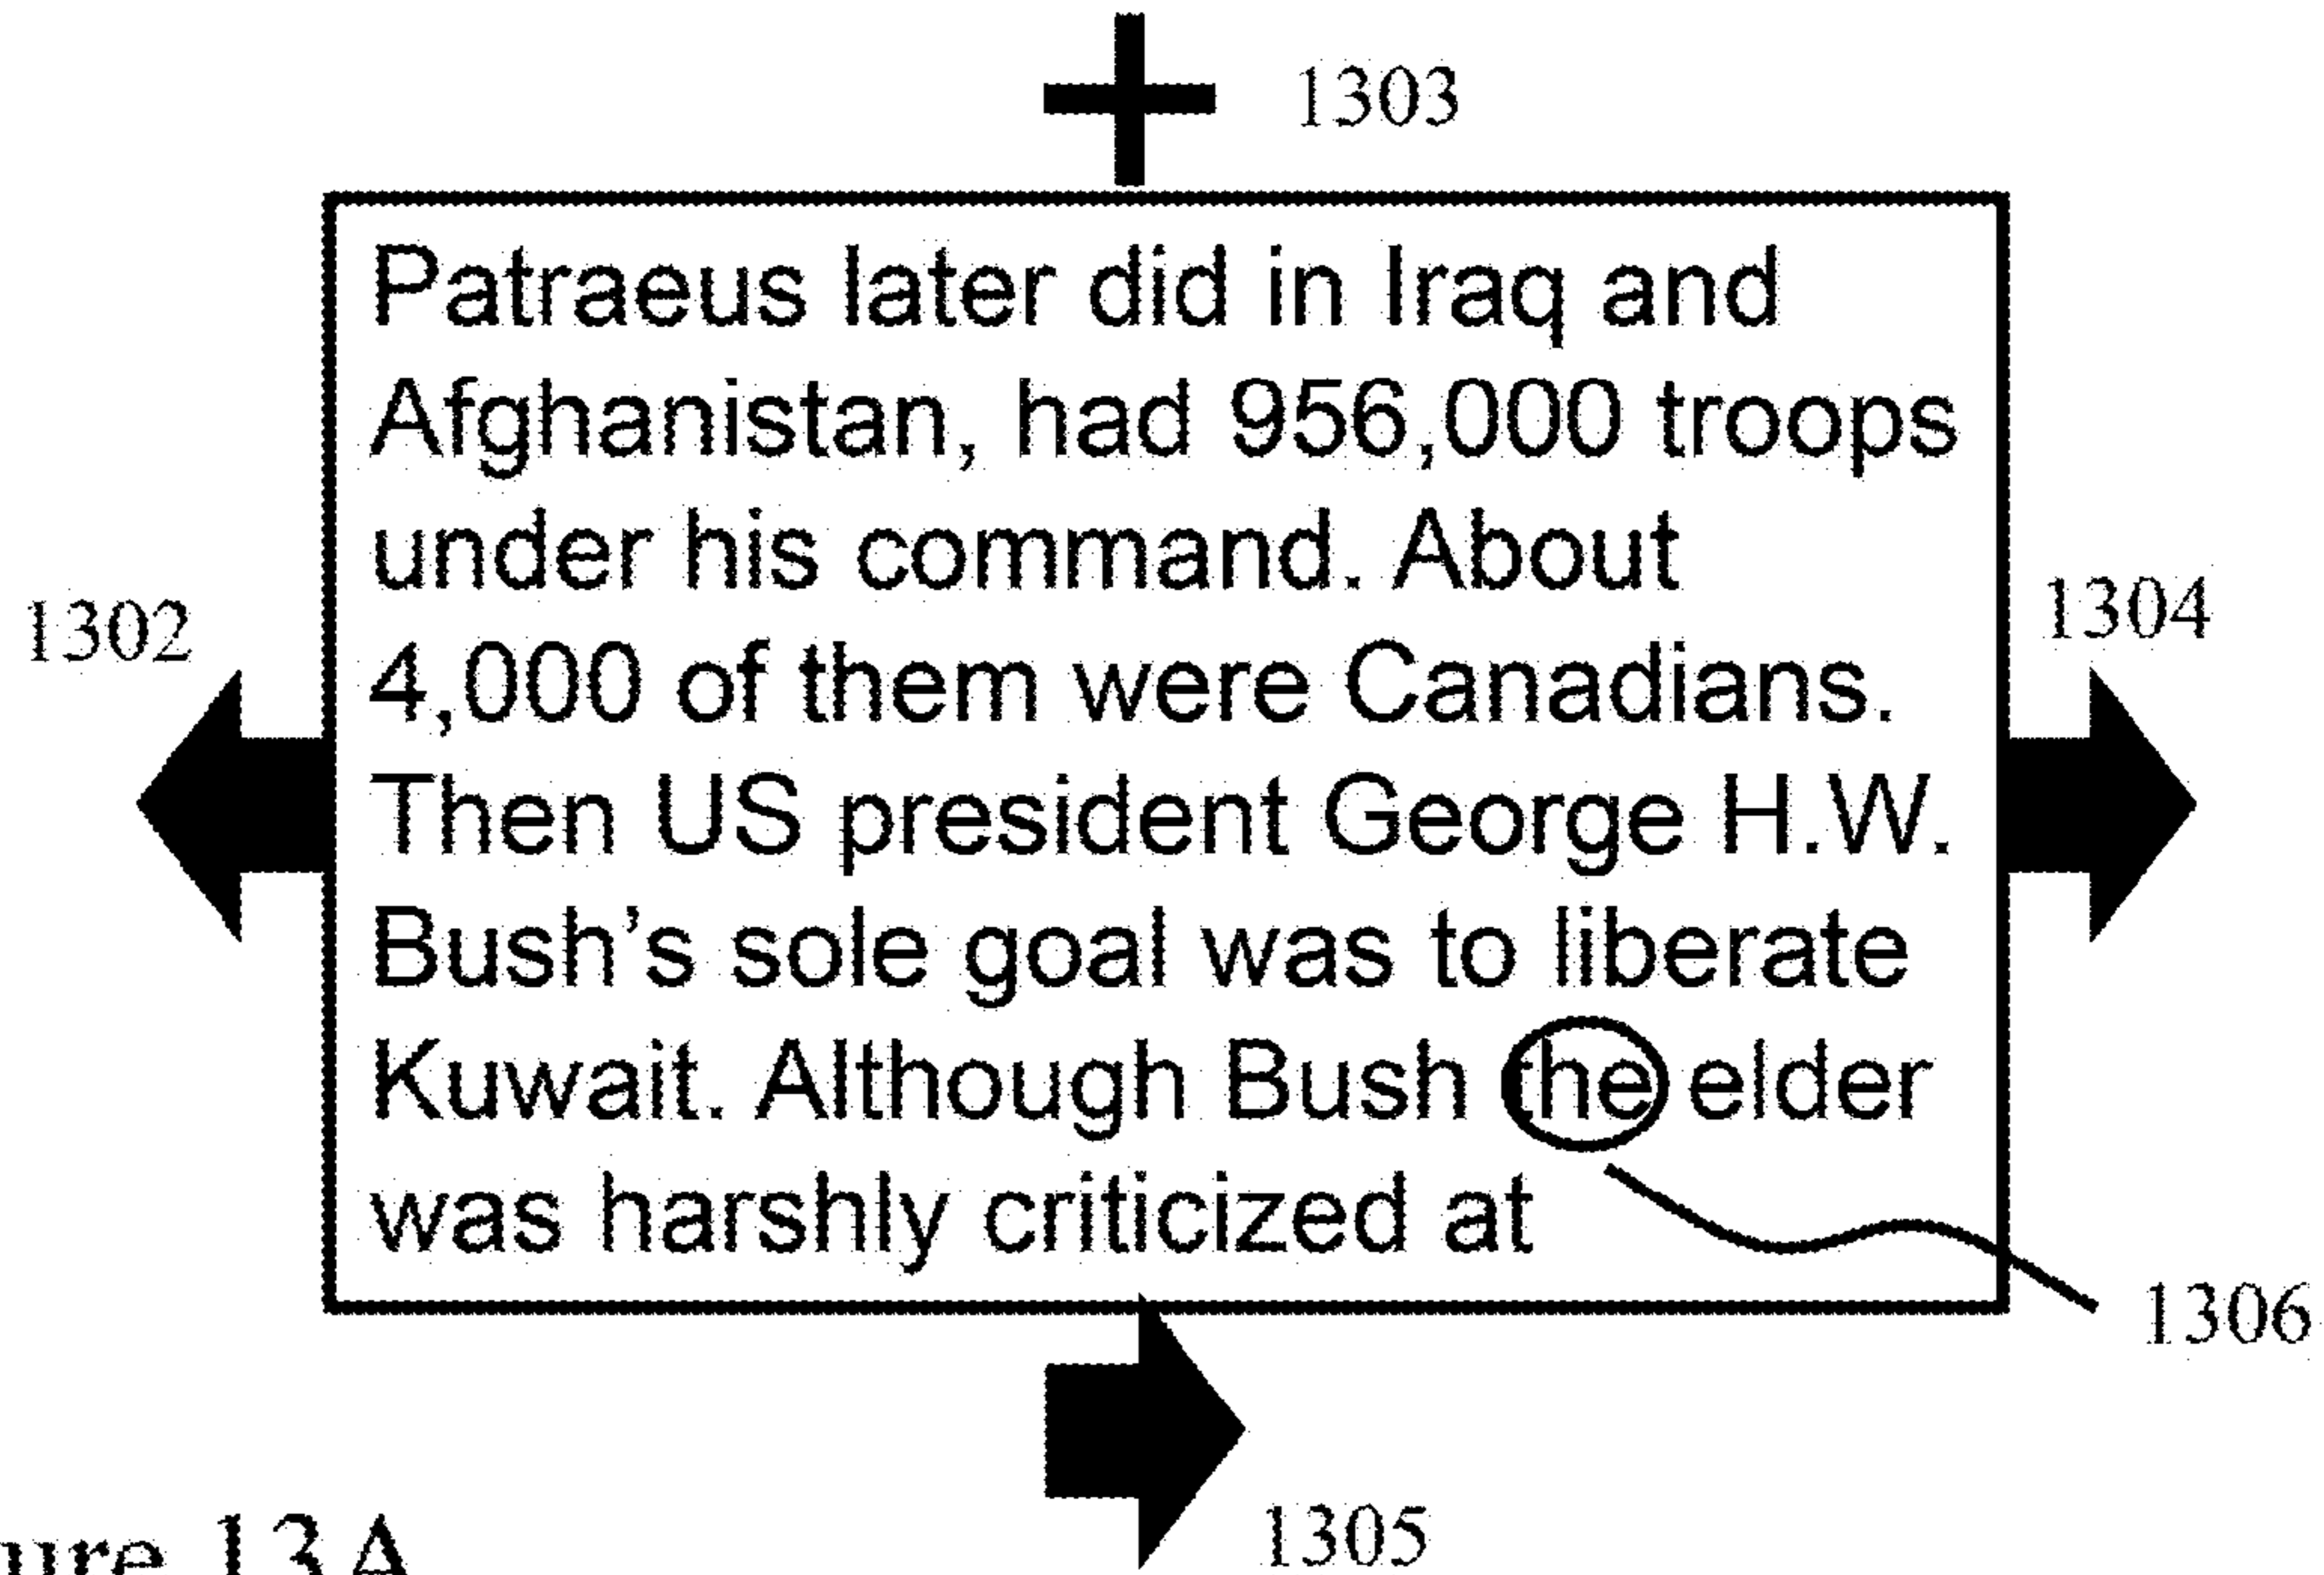 1303
Patraeus later did in Iraq and
Afghanistan, had 956,000 troops
under his command. About
1302
1304
4,000 of them were Canadians.
Then US president George H.W.
Bush's sole goal was to liberate
Kuwait. Although Bush the elder
was harshly criticized at
1306
1305
ure 13A